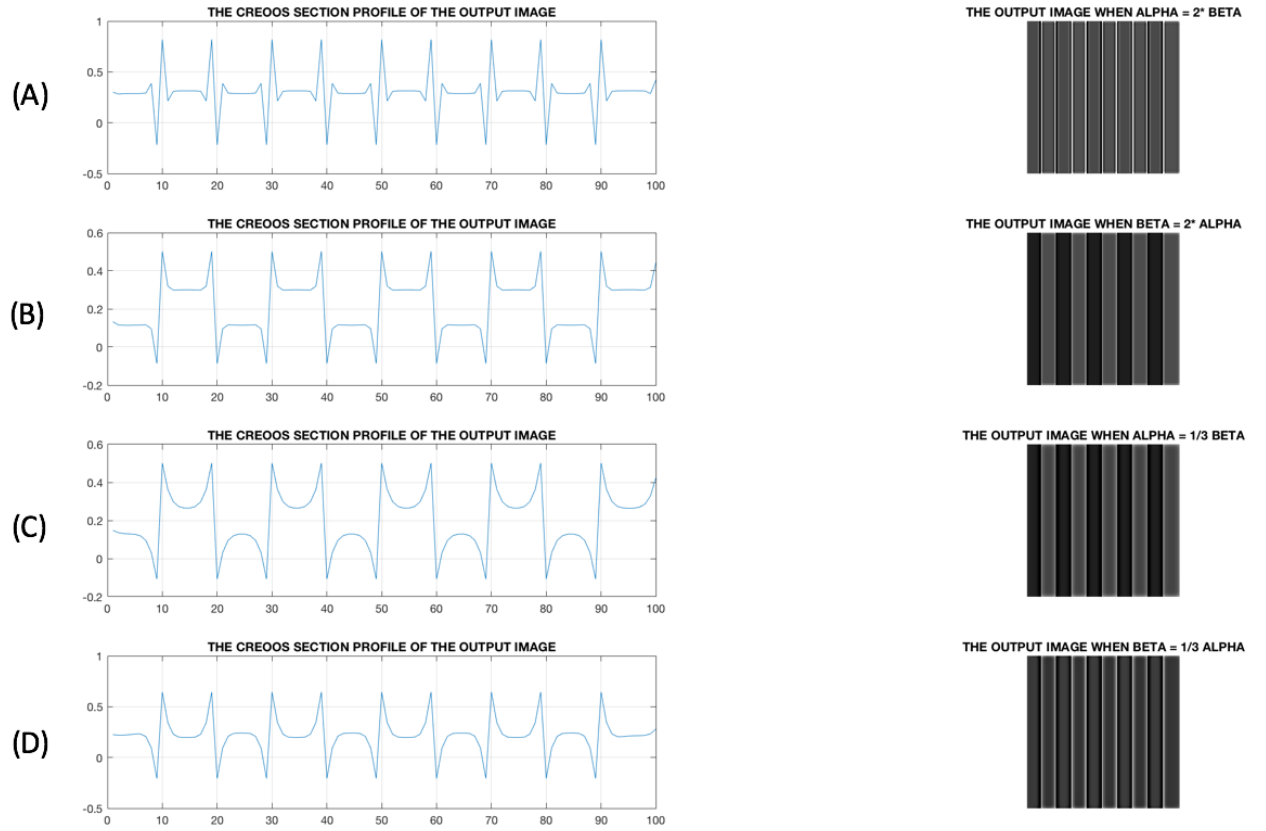 THE CREOOS SECTION PROFILE OF THE OUTPUT IMAGE
THE OUTPUT IMAGE WHEN ALPHA = 2* BETA
(A)
1
0.5
0
-0.5
0 10 20 30 40 50 60 70 80 90 100
THE CREOOS SECTION PROFILE OF THE OUTPUT IMAGE
THE OUTPUT IMAGE WHEN BETA = 2* ALPHA
(B)
0.6
0.4
0.2
0
-0.2
0 10 20 30 40 50 60 70 80 90 100
THE CREOOS SECTION PROFILE OF THE OUTPUT IMAGE
THE OUTPUT IMAGE WHEN ALPHA = 1/3 BETA
(C)
0.6
0.4
0.2
0
-0.2
0 10 20 30 40 50 60 70 80 90 100
THE CREOOS SECTION PROFILE OF THE OUTPUT IMAGE
THE OUTPUT IMAGE WHEN BETA = 1/3 ALPHA
(D)
1
0.5
0
-0.5
0 10 20 30 40 50 60 70 80 90 100